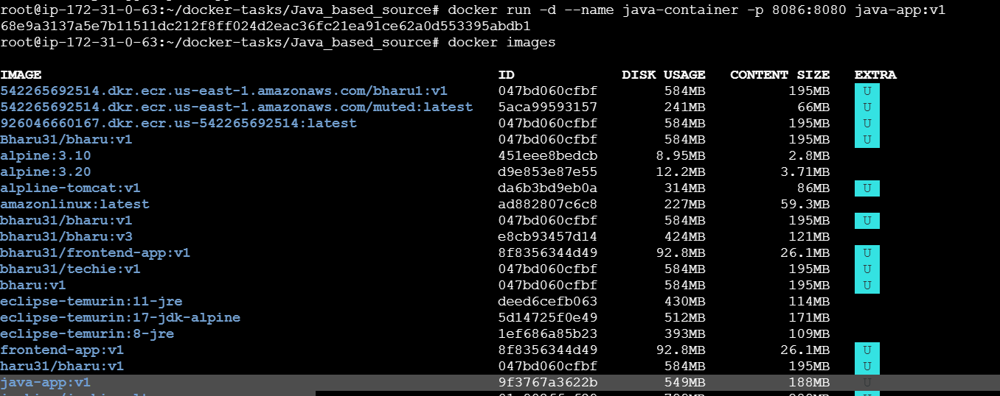 root@ip-172-31-0-63:~/docker-tasks/Java_based_source# docker run -d --name java-container -p 8086:8080 java-app:v1
68e9a3137a5e7b11511dc212f8ff024d2eac36fc21ea91ce62a0d553395abdb1
root@ip-172-31-0-63:~/docker-tasks/Java_based_source# docker images
IMAGE ID DISK USAGE CONTENT SIZE EXTRA
542265692514.dkr.ecr.us-east-1.amazonaws.com/bharu1:v1 047bd060cfbf 584MB 195MB U
542265692514.dkr.ecr.us-east-1.amazonaws.com/muted:latest 5aca99593157 241MB 66MB U
926046660167.dkr.ecr.us-542265692514:latest 047bd060cfbf 584MB 195MB U
Bharu31/bharu:v1 047bd060cfbf 584MB 195MB U
alpine:3.10 451eee8bedcb 8.95MB 2.8MB
alpine:3.20 d9e853e87e55 12.2MB 3.71MB
alpline-tomcat:v1 da6b3bd9eb0a 314MB 86MB U
amazonlinux:latest ad882807c6c8 227MB 59.3MB
bharu31/bharu:v1 047bd060cfbf 584MB 195MB U
bharu31/bharu:v3 e8cb93457d14 424MB 121MB
bharu31/frontend-app:v1 8f8356344d49 92.8MB 26.1MB U
bharu31/techie:v1 047bd060cfbf 584MB 195MB U
bharu:v1 047bd060cfbf 584MB 195MB U
eclipse-temurin:11-jre deed6cefb063 430MB 114MB
eclipse-temurin:17-jdk-alpine 5d14725f0e49 512MB 171MB
eclipse-temurin:8-jre 1ef686a85b23 393MB 109MB
frontend-app:v1 8f8356344d49 92.8MB 26.1MB U
haru31/bharu:v1 047bd060cfbf 584MB 195MB U
java-app:v1 9f3767a3622b 549MB 188MB U